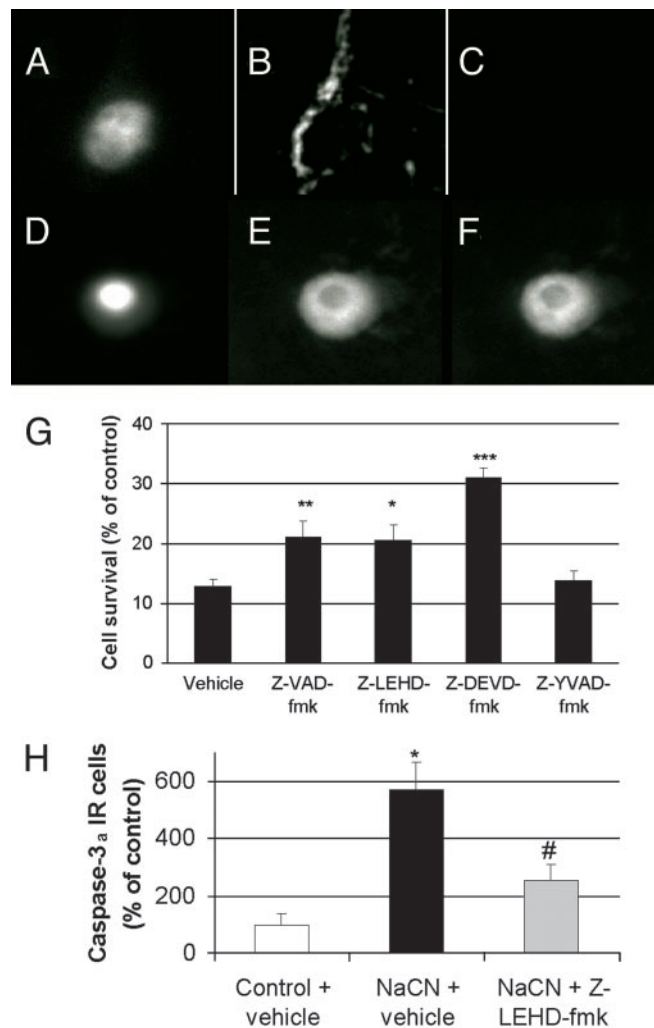 A B C
D E F
G
Cell survival (% of control)
40
30
20
10
0
**
*
***
Vehicle Z-VAD- Z-LEHD- Z-DEVD- Z-YVAD-
fmk fmk fmk fmk
H
Caspase-3a IR cells
(% of control)
600
400
200
0
*
#
Control + NaCN + NaCN + Z-
vehicle vehicle LEHD-fmk